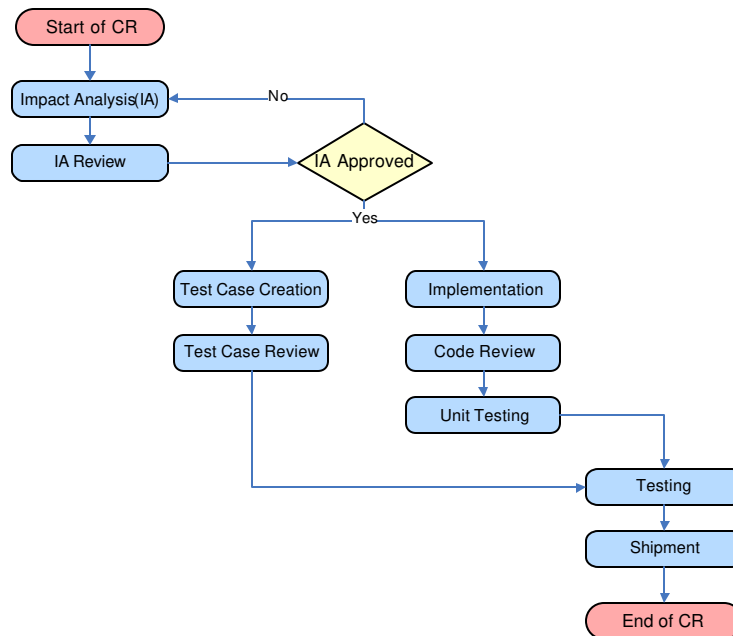 Start of CR
Impact Analysis(IA)
No
IA Review
IA Approved
Yes
Test Case Creation
Implementation
Test Case Review
Code Review
Unit Testing
Testing
Shipment
End of CR